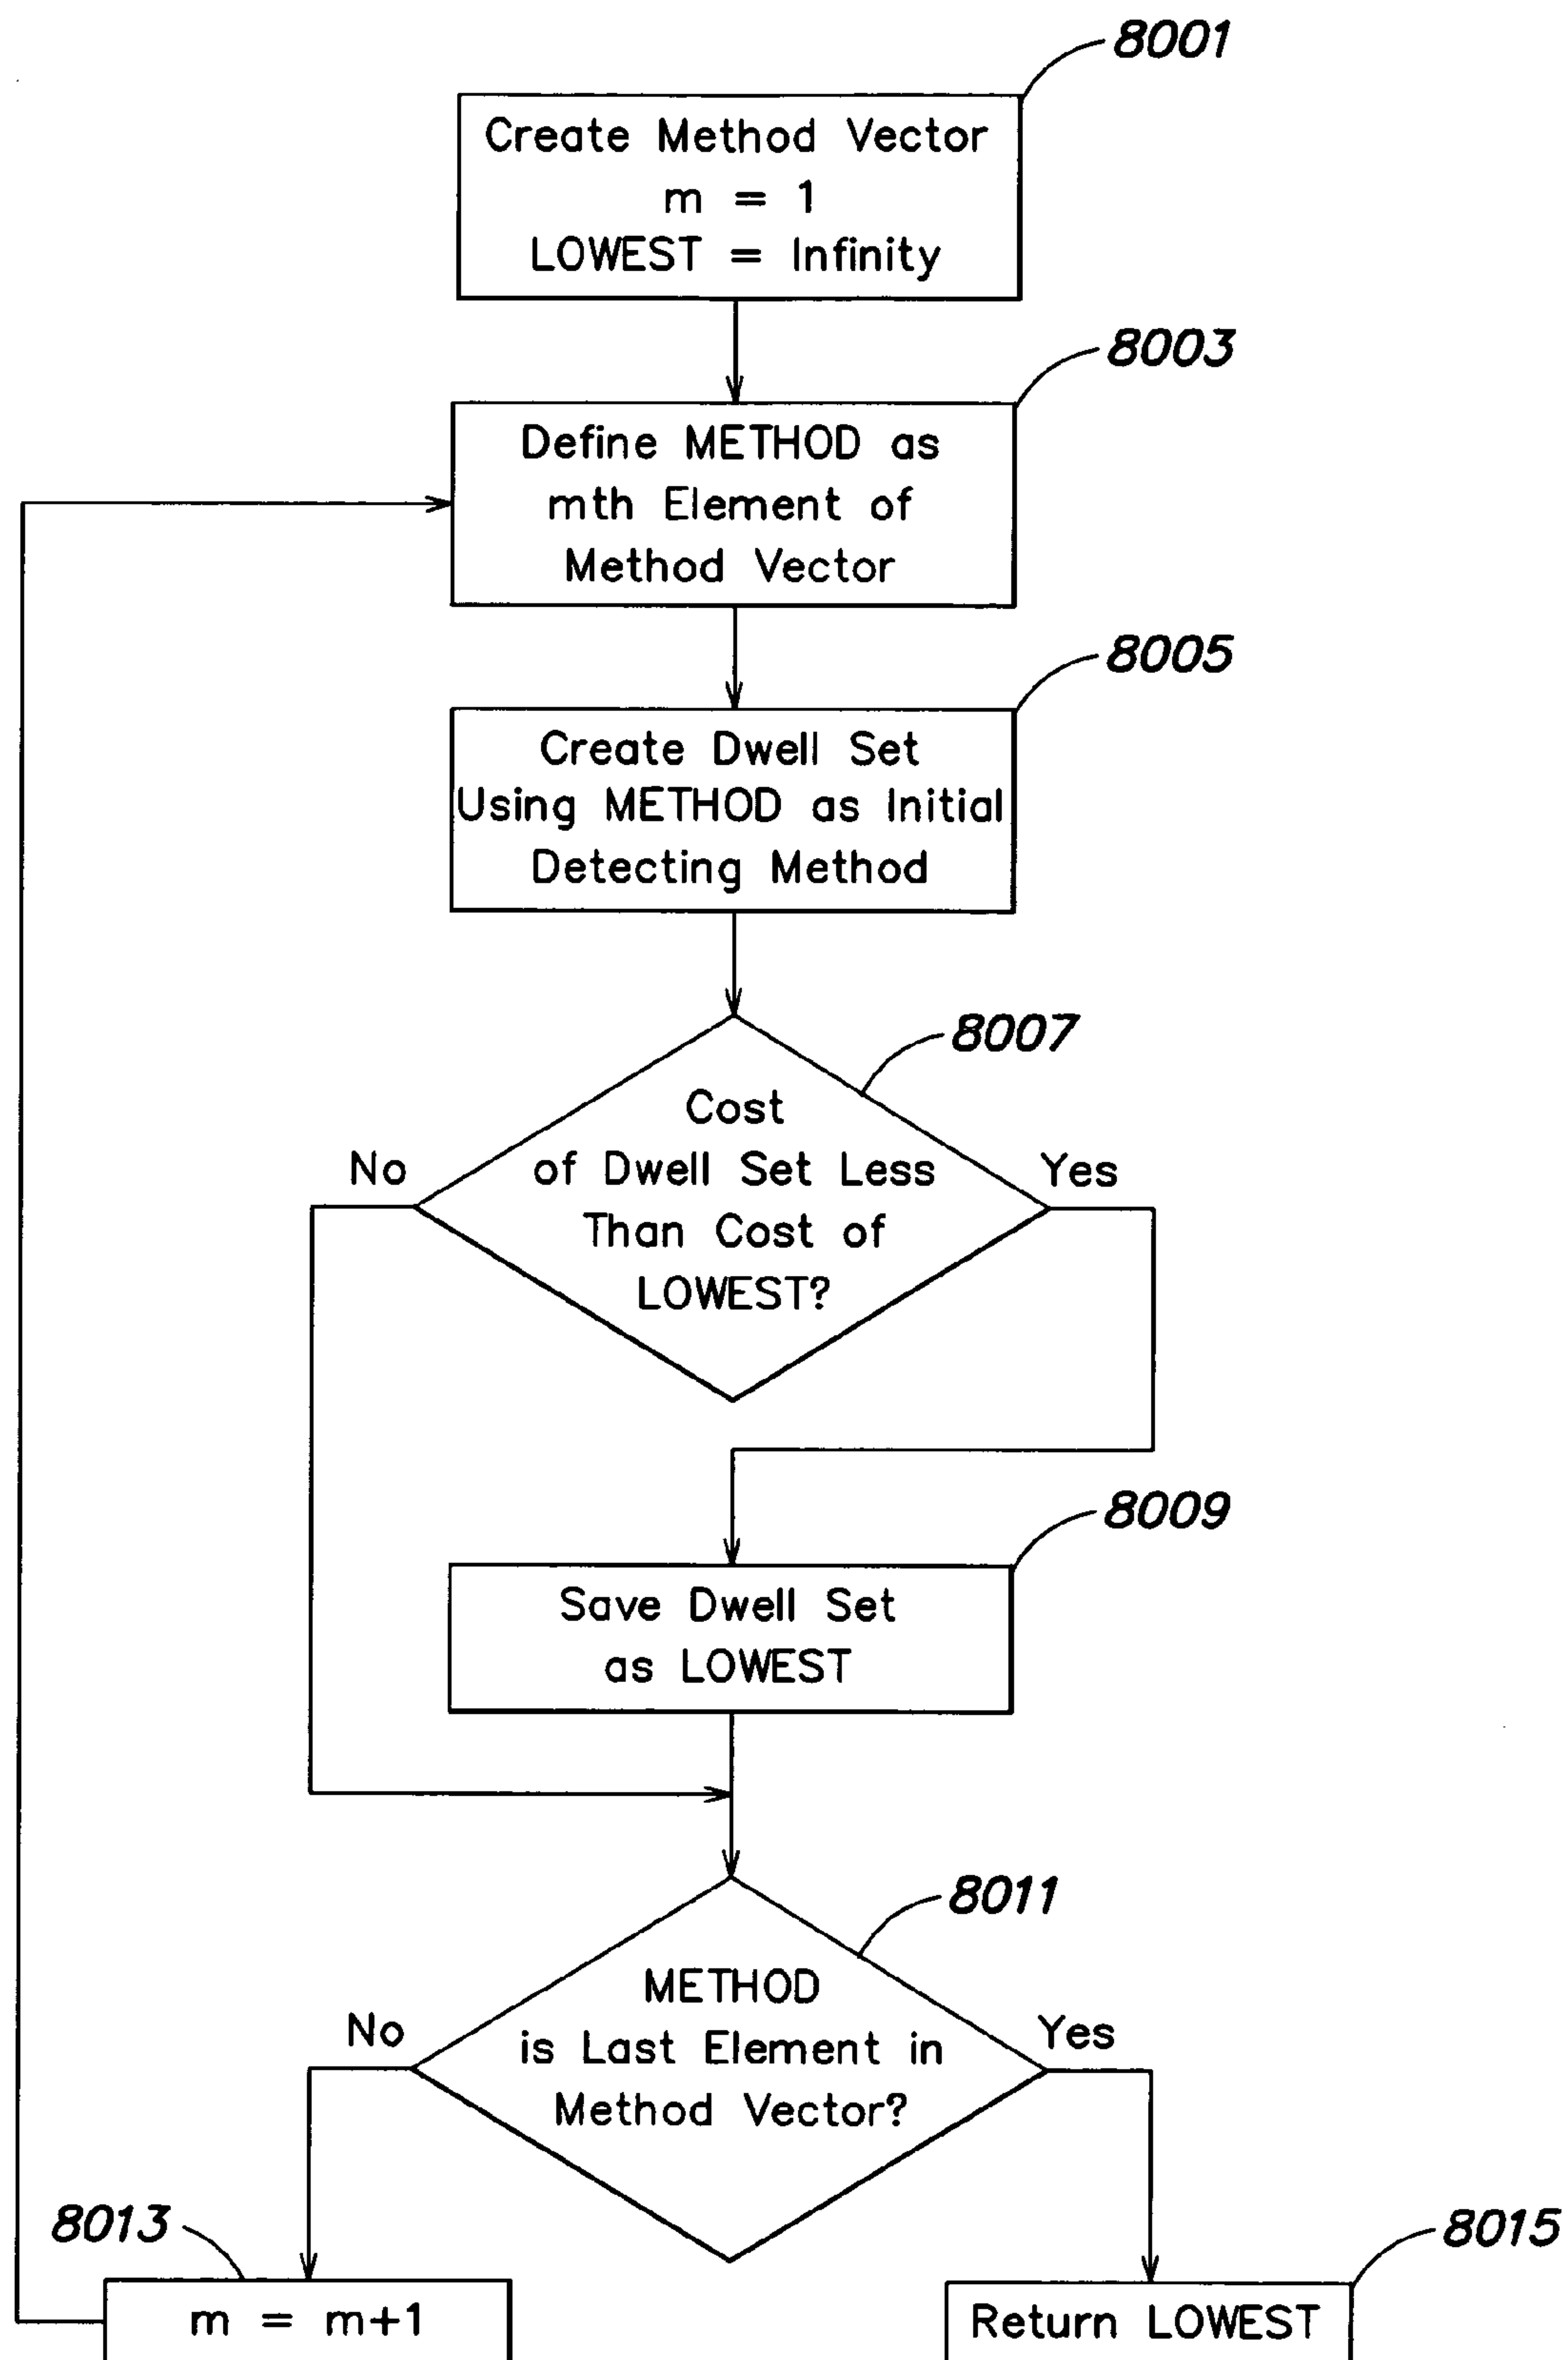 8001
Create Method Vector
m = 1
LOWEST = Infinity
8003
Define METHOD as
mth Element of
Method Vector
8005
Create Dwell Set
Using METHOD as Initial
Detecting Method
8007
Cost
of Dwell Set Less
Than Cost of
LOWEST?
No
Yes
8009
Save Dwell Set
as LOWEST
8011
METHOD
is Last Element in
Method Vector?
No
Yes
8013
m = m+1
8015
Return LOWEST